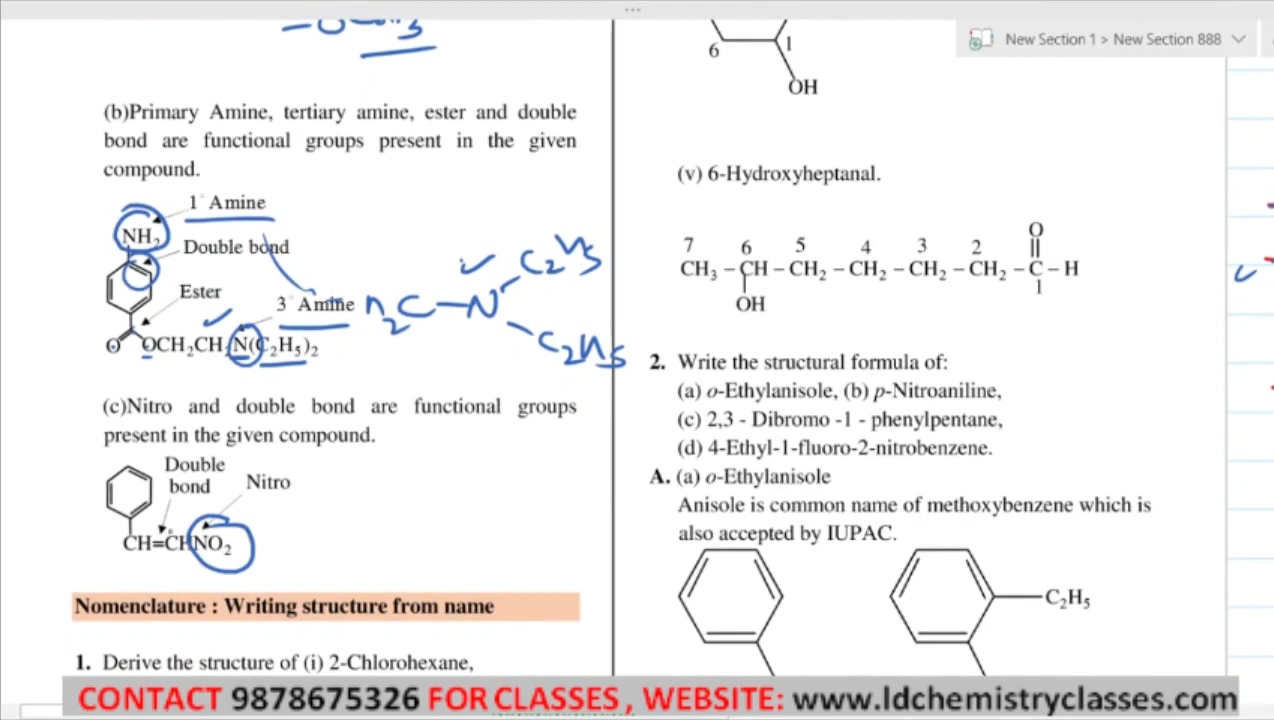 New Section 1 > New Section 888
(b)Primary Amine, tertiary amine, ester and double
bond are functional groups present in the given
compound.
1° Amine
NH2
Double bond
Ester
3° Amine
O OCH2CH2N(C2H5)2
H2C–N
C2H5
C2H5
(c)Nitro and double bond are functional groups
present in the given compound.
Double
bond
Nitro
CH=CHNO2
Nomenclature : Writing structure from name
1. Derive the structure of (i) 2-Chlorohexane,
6
1
OH
(v) 6-Hydroxyheptanal.
O
7 6 5 4 3 2
CH3 – CH – CH2 – CH2 – CH2 – CH2 – C – H
1
OH
2. Write the structural formula of:
(a) o-Ethylanisole, (b) p-Nitroaniline,
(c) 2,3 - Dibromo -1 - phenylpentane,
(d) 4-Ethyl-1-fluoro-2-nitrobenzene.
A. (a) o-Ethylanisole
Anisole is common name of methoxybenzene which is
also accepted by IUPAC.
C2H5
CONTACT 9878675326 FOR CLASSES , WEBSITE: www.ldchemistryclasses.com